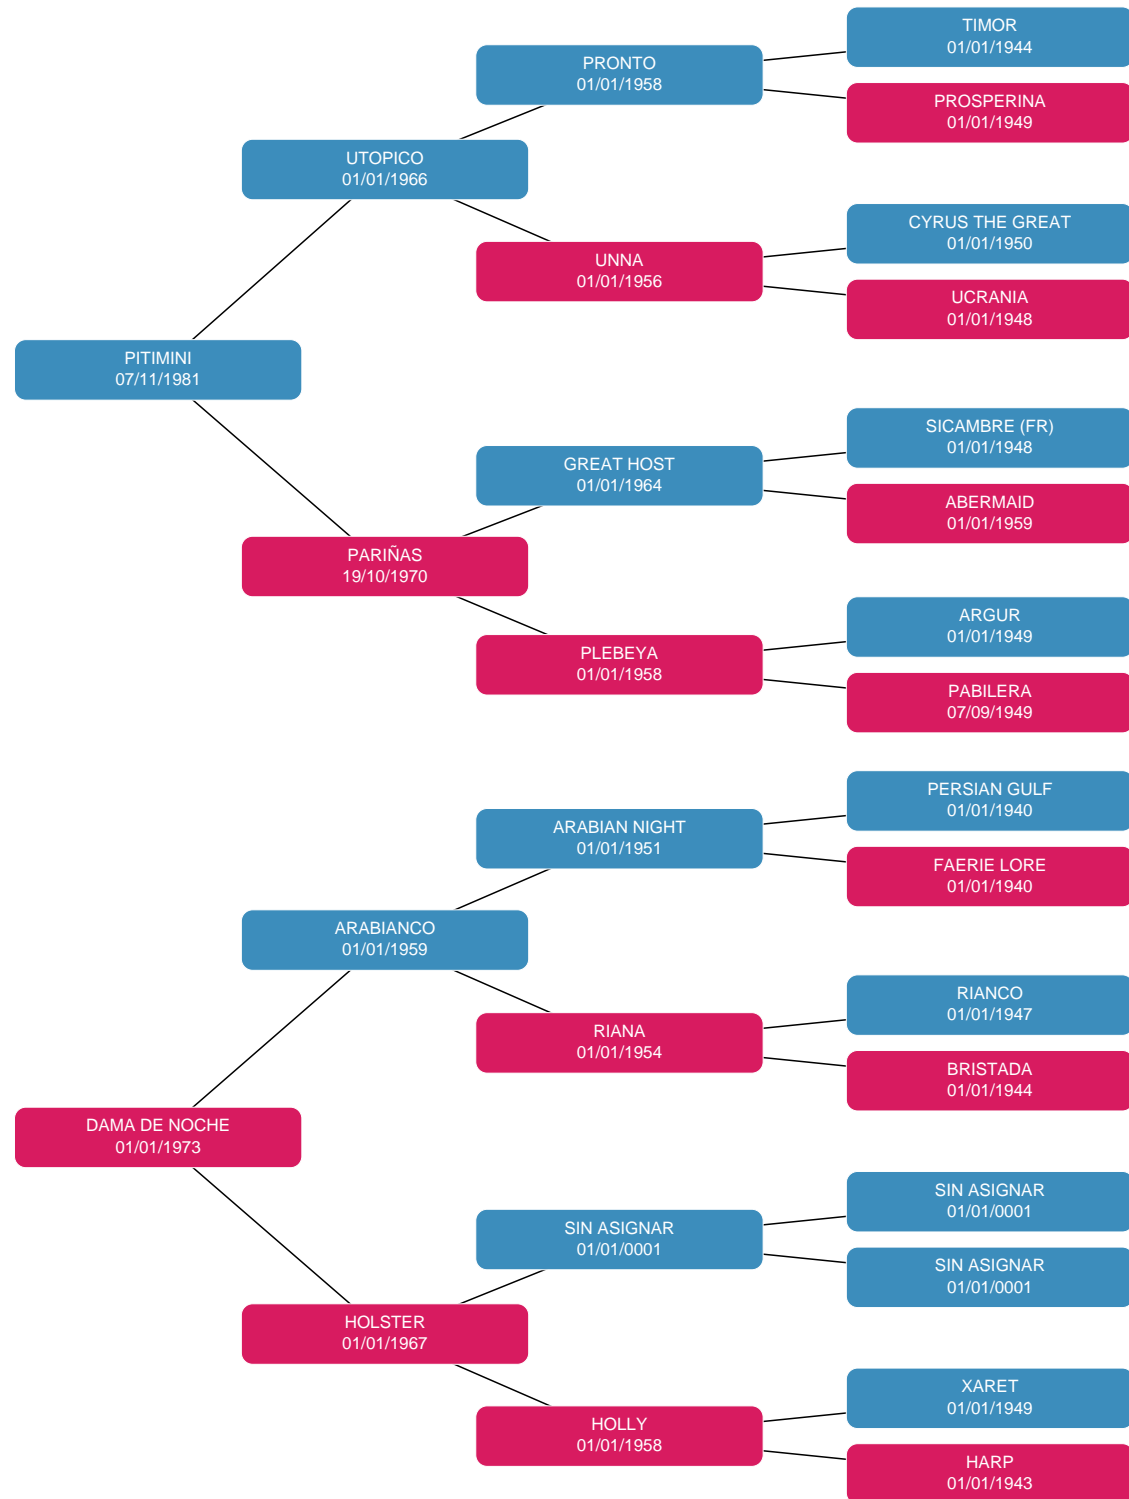 TIMOR
01/01/1944
PRONTO
01/01/1958
PROSPERINA
01/01/1949
UTOPICO
01/01/1966
CYRUS THE GREAT
01/01/1950
UNNA
01/01/1956
UCRANIA
01/01/1948
PITIMINI
07/11/1981
SICAMBRE (FR)
01/01/1948
GREAT HOST
01/01/1964
ABERMAID
01/01/1959
PARIÑAS
19/10/1970
ARGUR
01/01/1949
PLEBEYA
01/01/1958
PABILERA
07/09/1949
PERSIAN GULF
01/01/1940
ARABIAN NIGHT
01/01/1951
FAERIE LORE
01/01/1940
ARABIANCO
01/01/1959
RIANCO
01/01/1947
RIANA
01/01/1954
BRISTADA
01/01/1944
DAMA DE NOCHE
01/01/1973
SIN ASIGNAR
01/01/0001
SIN ASIGNAR
01/01/0001
SIN ASIGNAR
01/01/0001
HOLSTER
01/01/1967
XARET
01/01/1949
HOLLY
01/01/1958
HARP
01/01/1943